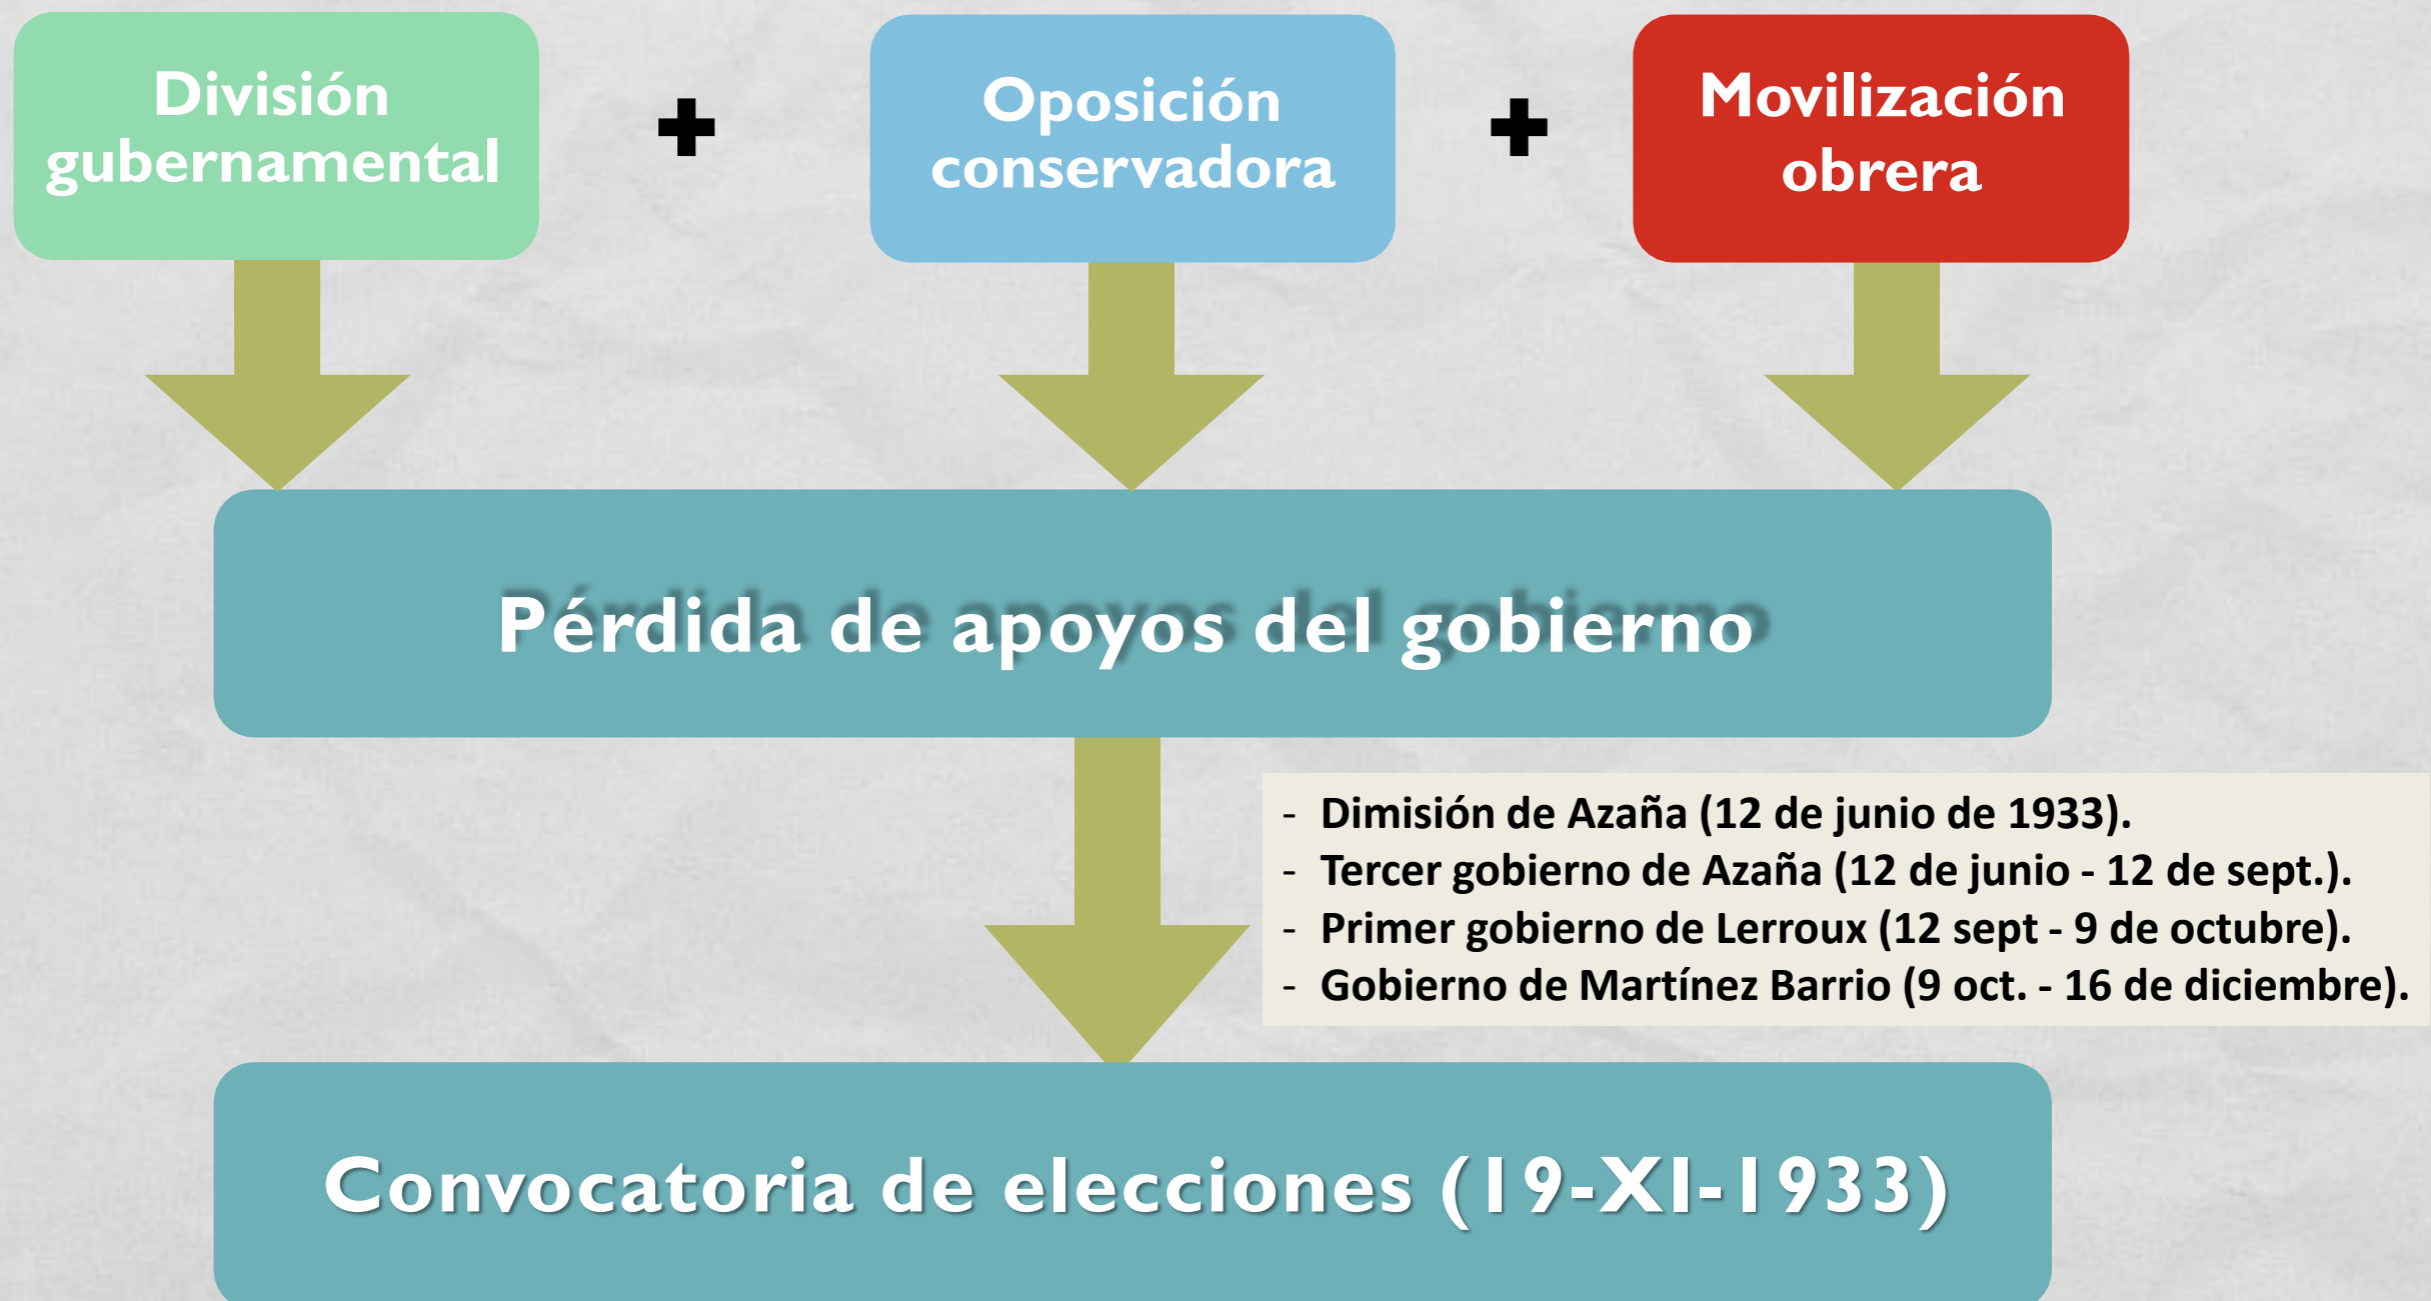 División
gubernamental
+
Oposición
conservadora
+
Movilización
obrera
Pérdida de apoyos del gobierno
- Dimisión de Azaña (12 de junio de 1933).
- Tercer gobierno de Azaña (12 de junio - 12 de sept.).
- Primer gobierno de Lerroux (12 sept - 9 de octubre).
- Gobierno de Martínez Barrio (9 oct. - 16 de diciembre).
Convocatoria de elecciones (19-XI-1933)